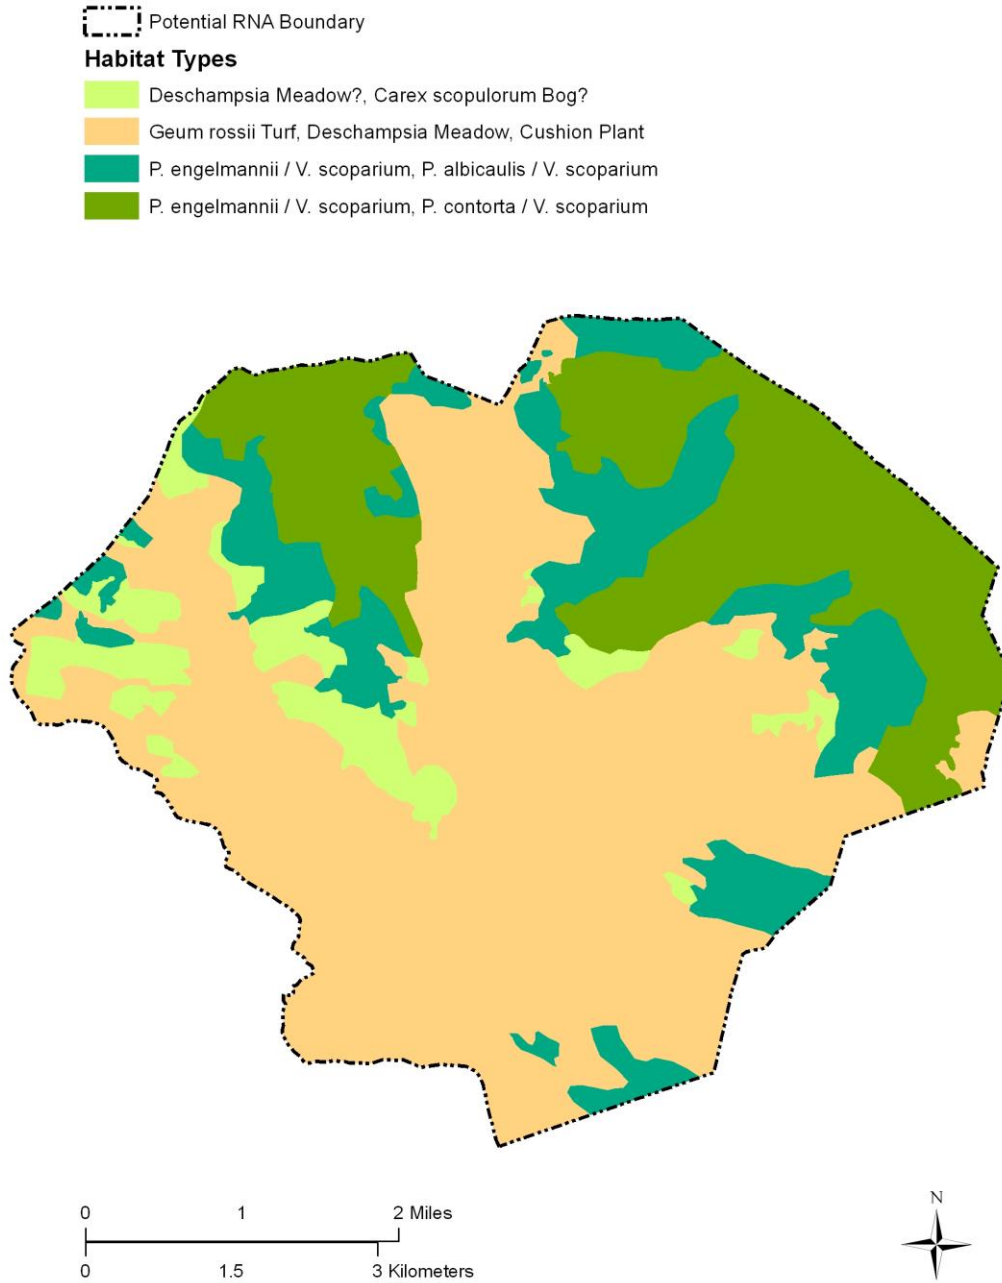 Potential RNA Boundary
Habitat Types
Deschampsia Meadow?, Carex scopulorum Bog?
Geum rossii Turf, Deschampsia Meadow, Cushion Plant
P. engelmannii / V. scoparium, P. albicaulis / V. scoparium
P. engelmannii / V. scoparium, P. contorta / V. scoparium
0 1 2 Miles
0 1.5 3 Kilometers
N